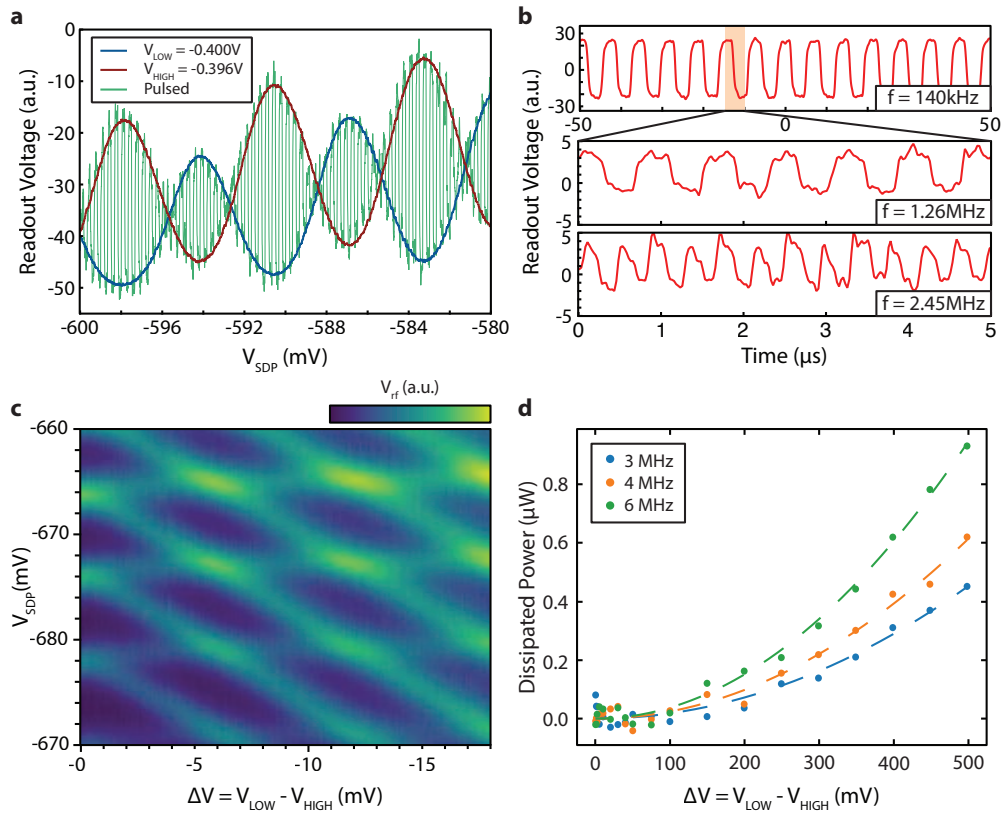 a
Readout Voltage (a.u.)
0
-10
-20
-30
-40
-50
V_LOW = -0.400V
V_HIGH = -0.396V
Pulsed
-600
-596
-592
-588
-584
-580
V_SDP (mV)
b
Readout Voltage (a.u.)
30
0
-30
f = 140kHz
-50
0
50
5
0
-5
f = 1.26MHz
5
0
-5
f = 2.45MHz
0
1
2
3
4
5
Time (µs)
c
V_rf (a.u.)
V_SDP(mV)
-660
-670
-680
-670
-0
-5
-10
-15
ΔV = V_LOW - V_HIGH (mV)
d
Dissipated Power (µW)
0.8
0.6
0.4
0.2
0.0
3 MHz
4 MHz
6 MHz
0
100
200
300
400
500
ΔV = V_LOW - V_HIGH (mV)